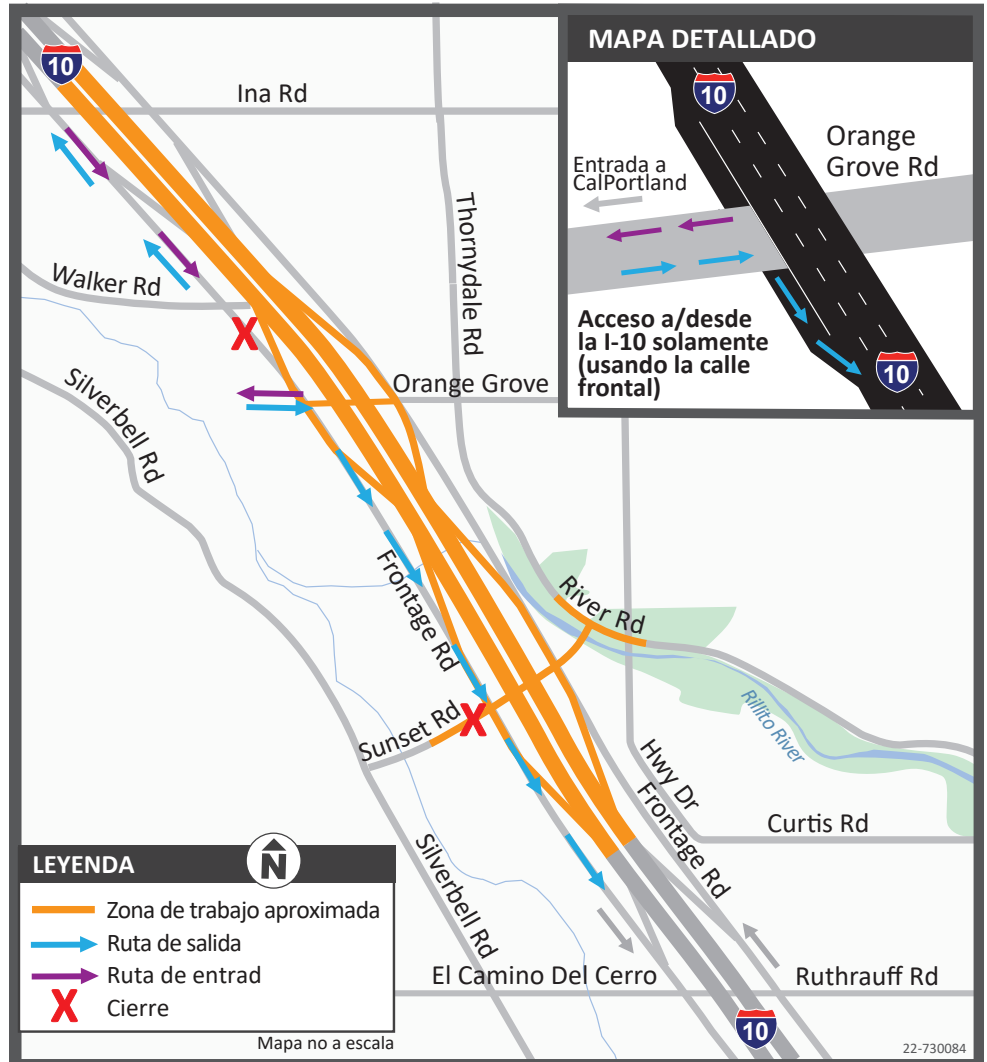 10
Ina Rd
Thornydale Rd
Walker Rd
Orange Grove
Silverbell Rd
Frontage Rd
River Rd
Sunset Rd
Rillito River
Hwy Dr
Frontage Rd
Curtis Rd
Silverbell Rd
El Camino Del Cerro
Ruthrauff Rd
10
MAPA DETALLADO
10
Orange
Grove Rd
Entrada a
CalPortland
Acceso a/desde
la I-10 solamente
(usando la calle
frontal)
10
LEYENDA
N
Zona de trabajo aproximada
Ruta de salida
Ruta de entrad
X Cierre
Mapa no a escala
22-730084
X
X